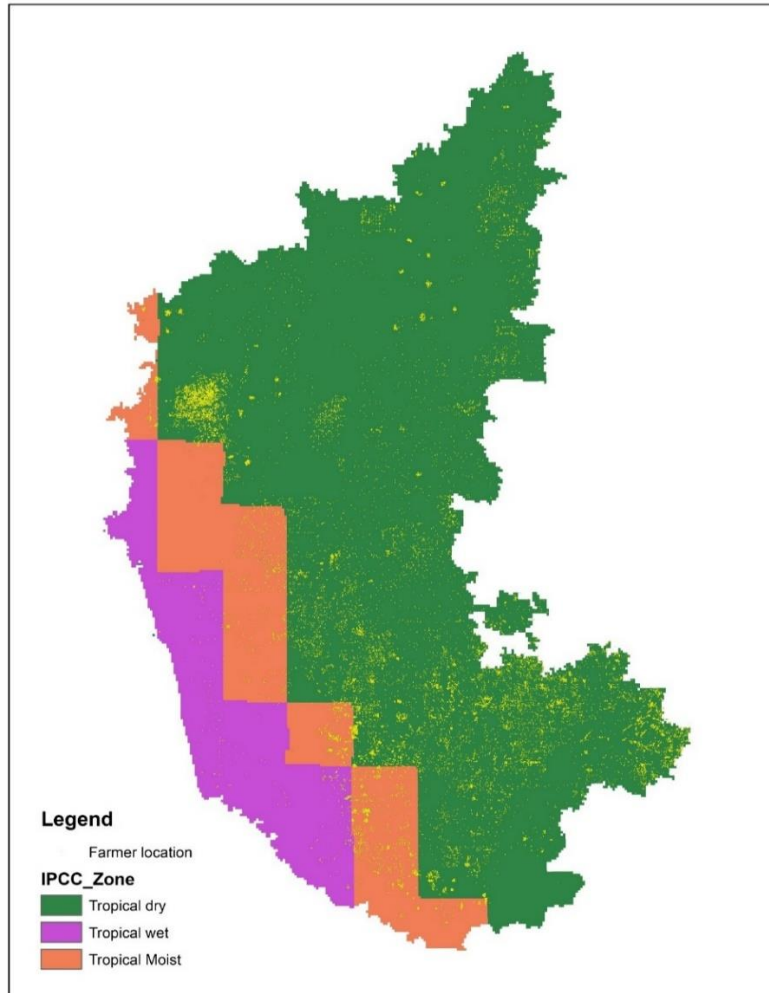 Legend
Farmer location
IPCC_Zone
Tropical dry
Tropical wet
Tropical Moist